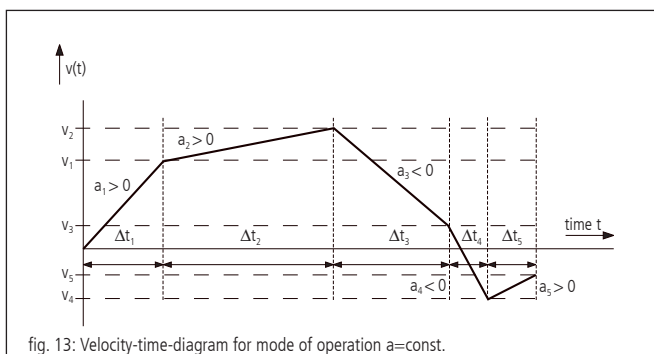 v(t)
v₂
a₂>0
v₁
a₁>0
a₃<0
v₃
time t
Δt₁
Δt₂
Δt₃
Δt₄
Δt₅
v₅
v₄
a₄<0
a₅>0
fig. 13: Velocity-time-diagram for mode of operation a=const.